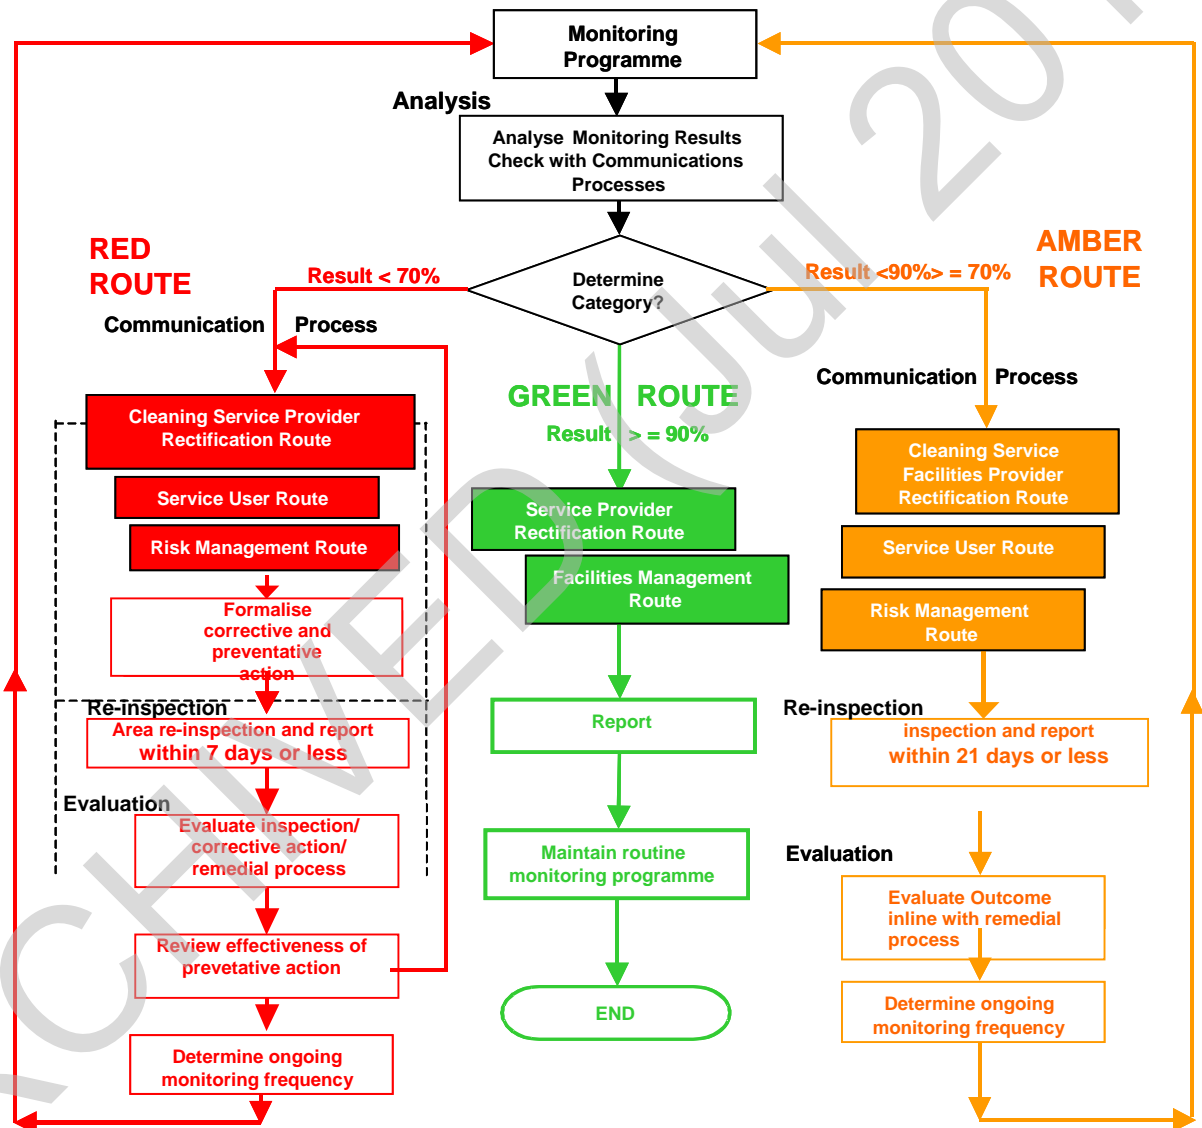 Monitoring
Programme
Analysis
Analyse Monitoring Results
Check with Communications
Processes
RED
ROUTE
Result < 70%
Determine
Category?
Result <90%> = 70%
AMBER
ROUTE
Communication Process
GREEN ROUTE
Result > = 90%
Communication Process
Cleaning Service Provider
Rectification Route
Service User Route
Risk Management Route
Formalise
corrective and
preventative
action
Re-inspection
Area re-inspection and report
within 7 days or less
Evaluation
Evaluate inspection/
corrective action/
remedial process
Review effectiveness of
prevetative action
Determine ongoing
monitoring frequency
Service Provider
Rectification Route
Facilities Management
Route
Report
Maintain routine
monitoring programme
END
Cleaning Service
Facilities Provider
Rectification Route
Service User Route
Risk Management
Route
Re-inspection
inspection and report
within 21 days or less
Evaluation
Evaluate Outcome
inline with remedial
process
Determine ongoing
monitoring frequency